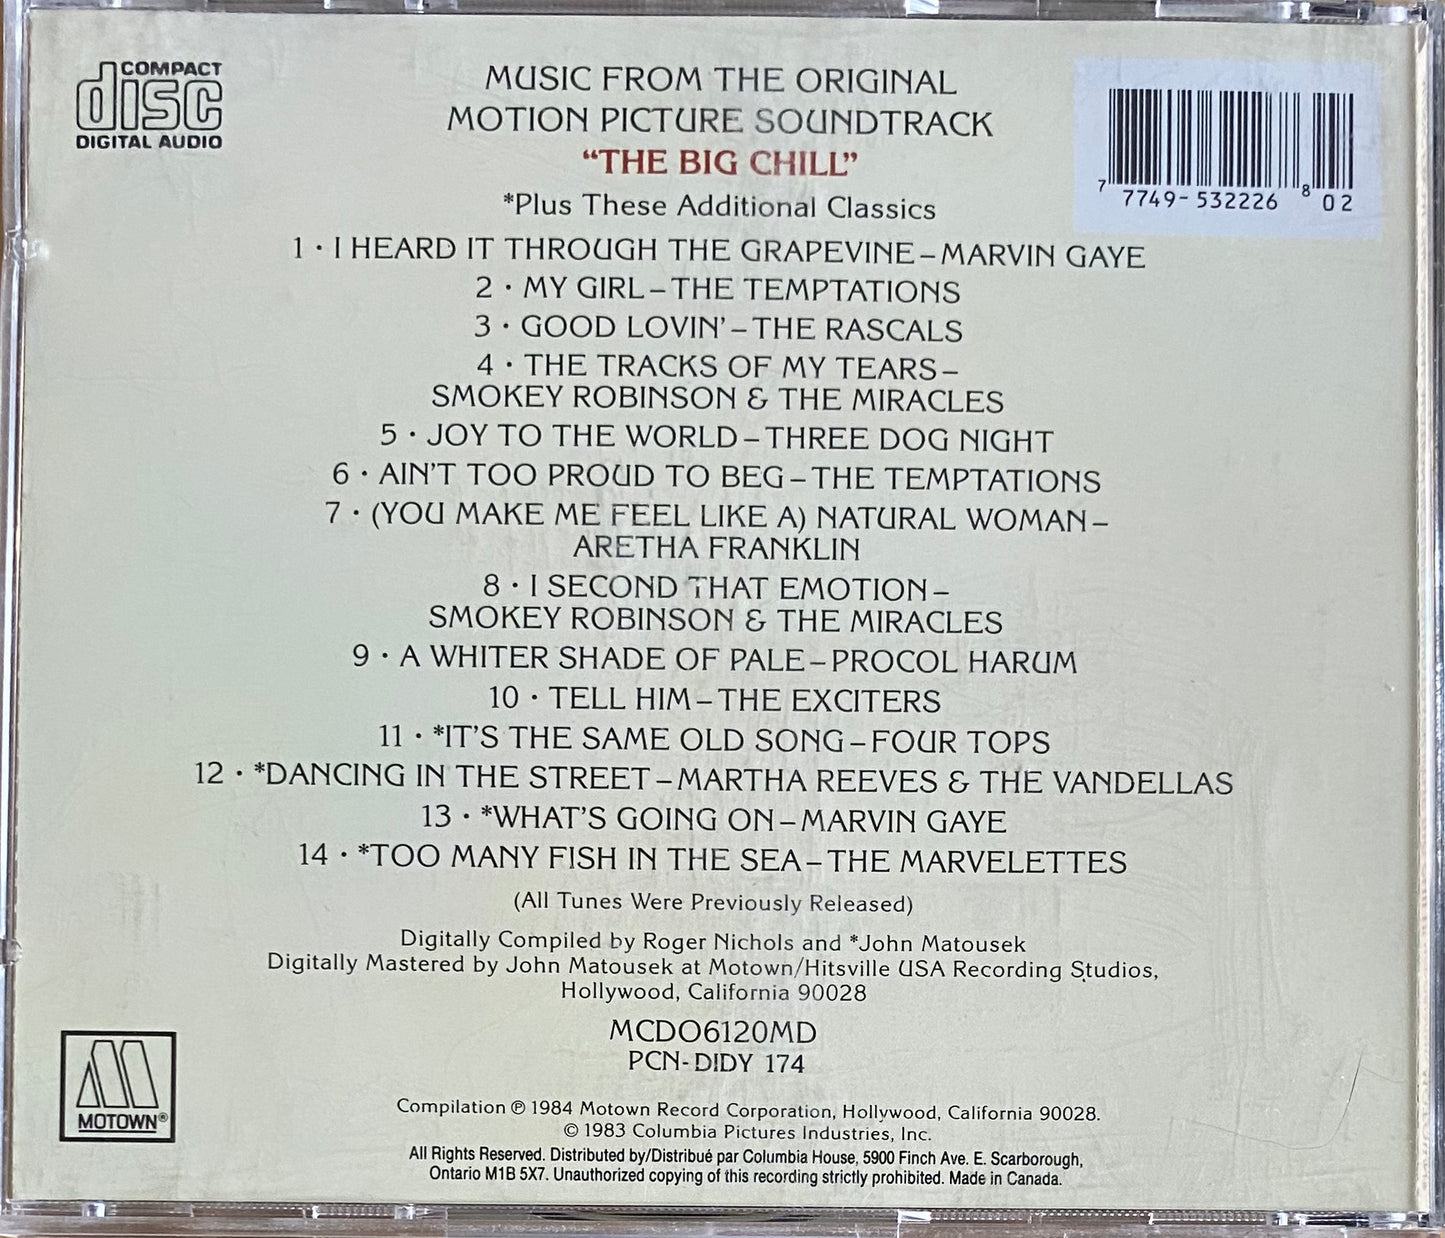 COMPACT
disc
DIGITAL AUDIO
MUSIC FROM THE ORIGINAL
MOTION PICTURE SOUNDTRACK
“THE BIG CHILL”
*Plus These Additional Classics
7 7749-532226 8 02
1 · I HEARD IT THROUGH THE GRAPEVINE – MARVIN GAYE
2 · MY GIRL – THE TEMPTATIONS
3 · GOOD LOVIN’ – THE RASCALS
4 · THE TRACKS OF MY TEARS –
SMOKEY ROBINSON & THE MIRACLES
5 · JOY TO THE WORLD – THREE DOG NIGHT
6 · AIN’T TOO PROUD TO BEG – THE TEMPTATIONS
7 · (YOU MAKE ME FEEL LIKE A) NATURAL WOMAN –
ARETHA FRANKLIN
8 · I SECOND THAT EMOTION –
SMOKEY ROBINSON & THE MIRACLES
9 · A WHITER SHADE OF PALE – PROCOL HARUM
10 · TELL HIM – THE EXCITERS
11 · *IT’S THE SAME OLD SONG – FOUR TOPS
12 · *DANCING IN THE STREET – MARTHA REEVES & THE VANDELLAS
13 · *WHAT’S GOING ON – MARVIN GAYE
14 · *TOO MANY FISH IN THE SEA – THE MARVELETTES
(All Tunes Were Previously Released)
Digitally Compiled by Roger Nichols and *John Matousek
Digitally Mastered by John Matousek at Motown/Hitsville USA Recording Studios,
Hollywood, California 90028
MCDO6120MD
PCN-DIDY 174
MOTOWN®
Compilation ℗ 1984 Motown Record Corporation, Hollywood, California 90028.
© 1983 Columbia Pictures Industries, Inc.
All Rights Reserved. Distributed by/Distribué par Columbia House, 5900 Finch Ave. E. Scarborough,
Ontario M1B 5X7. Unauthorized copying of this recording strictly prohibited. Made in Canada.